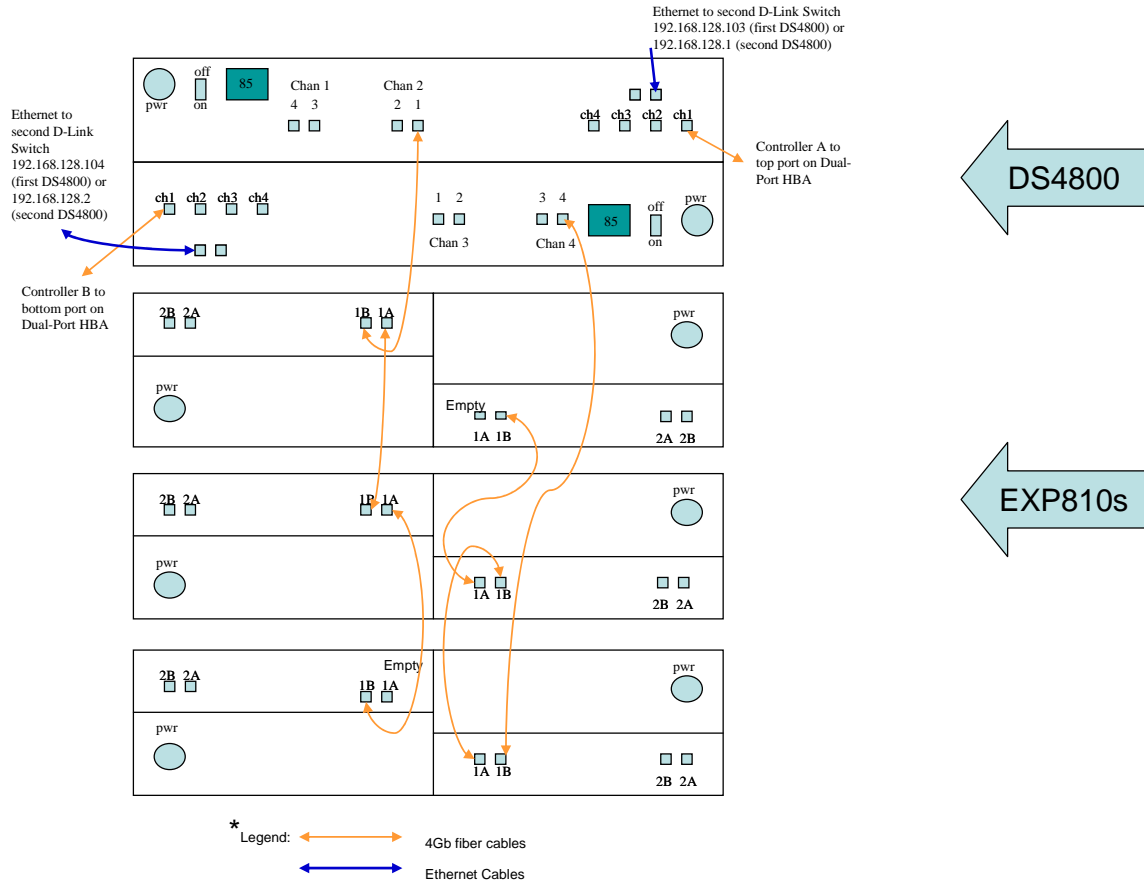 Ethernet to second D-Link Switch
192.168.128.103 (first DS4800) or
192.168.128.1 (second DS4800)
off
pwr
on
85
Chan 1
4 3
Chan 2
2 1
ch4 ch3 ch2 ch1
Controller A to
top port on Dual-
Port HBA
DS4800
Ethernet to
second D-Link
Switch
192.168.128.104
(first DS4800) or
192.168.128.2
(second DS4800)
ch1 ch2 ch3 ch4
1 2
Chan 3
3 4
Chan 4
85
off
on
pwr
Controller B to
bottom port on
Dual-Port HBA
2B 2A
1B 1A
pwr
pwr
Empty
1A 1B
2A 2B
EXP810s
2B 2A
1B 1A
pwr
pwr
1A 1B
2B 2A
2B 2A
Empty
1B 1A
pwr
pwr
1A 1B
2B 2A
*
Legend:
4Gb fiber cables
Ethernet Cables